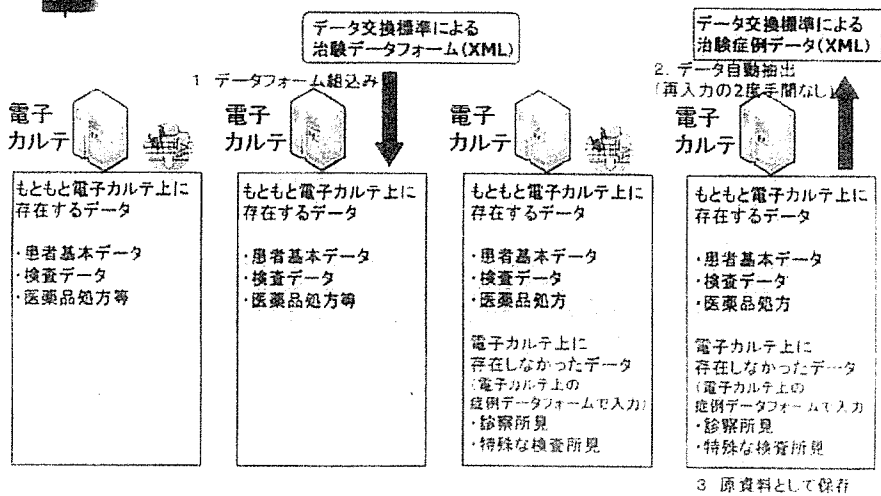 データ交換標準による
治験データフォーム(XML)
データ交換標準による
治験症例データ(XML)
1 データフォーム組込み
2. データ自動抽出
(再入力の2度手間なし)
電子
カルテ
電子
カルテ
電子
カルテ
電子
カルテ
もともと電子カルテ上に
存在するデータ
・患者基本データ
・検査データ
・医薬品処方等
もともと電子カルテ上に
存在するデータ
・患者基本データ
・検査データ
・医薬品処方等
もともと電子カルテ上に
存在するデータ
・患者基本データ
・検査データ
・医薬品処方
電子カルテ上に
存在しなかったデータ
(電子カルテ上の
症例データフォームで入力)
・診察所見
・特殊な検査所見
もともと電子カルテ上に
存在するデータ
・患者基本データ
・検査データ
・医薬品処方
電子カルテ上に
存在しなかったデータ
(電子カルテ上の
症例データフォームで入力
・診察所見
・特殊な検査所見
3 原資料として保存